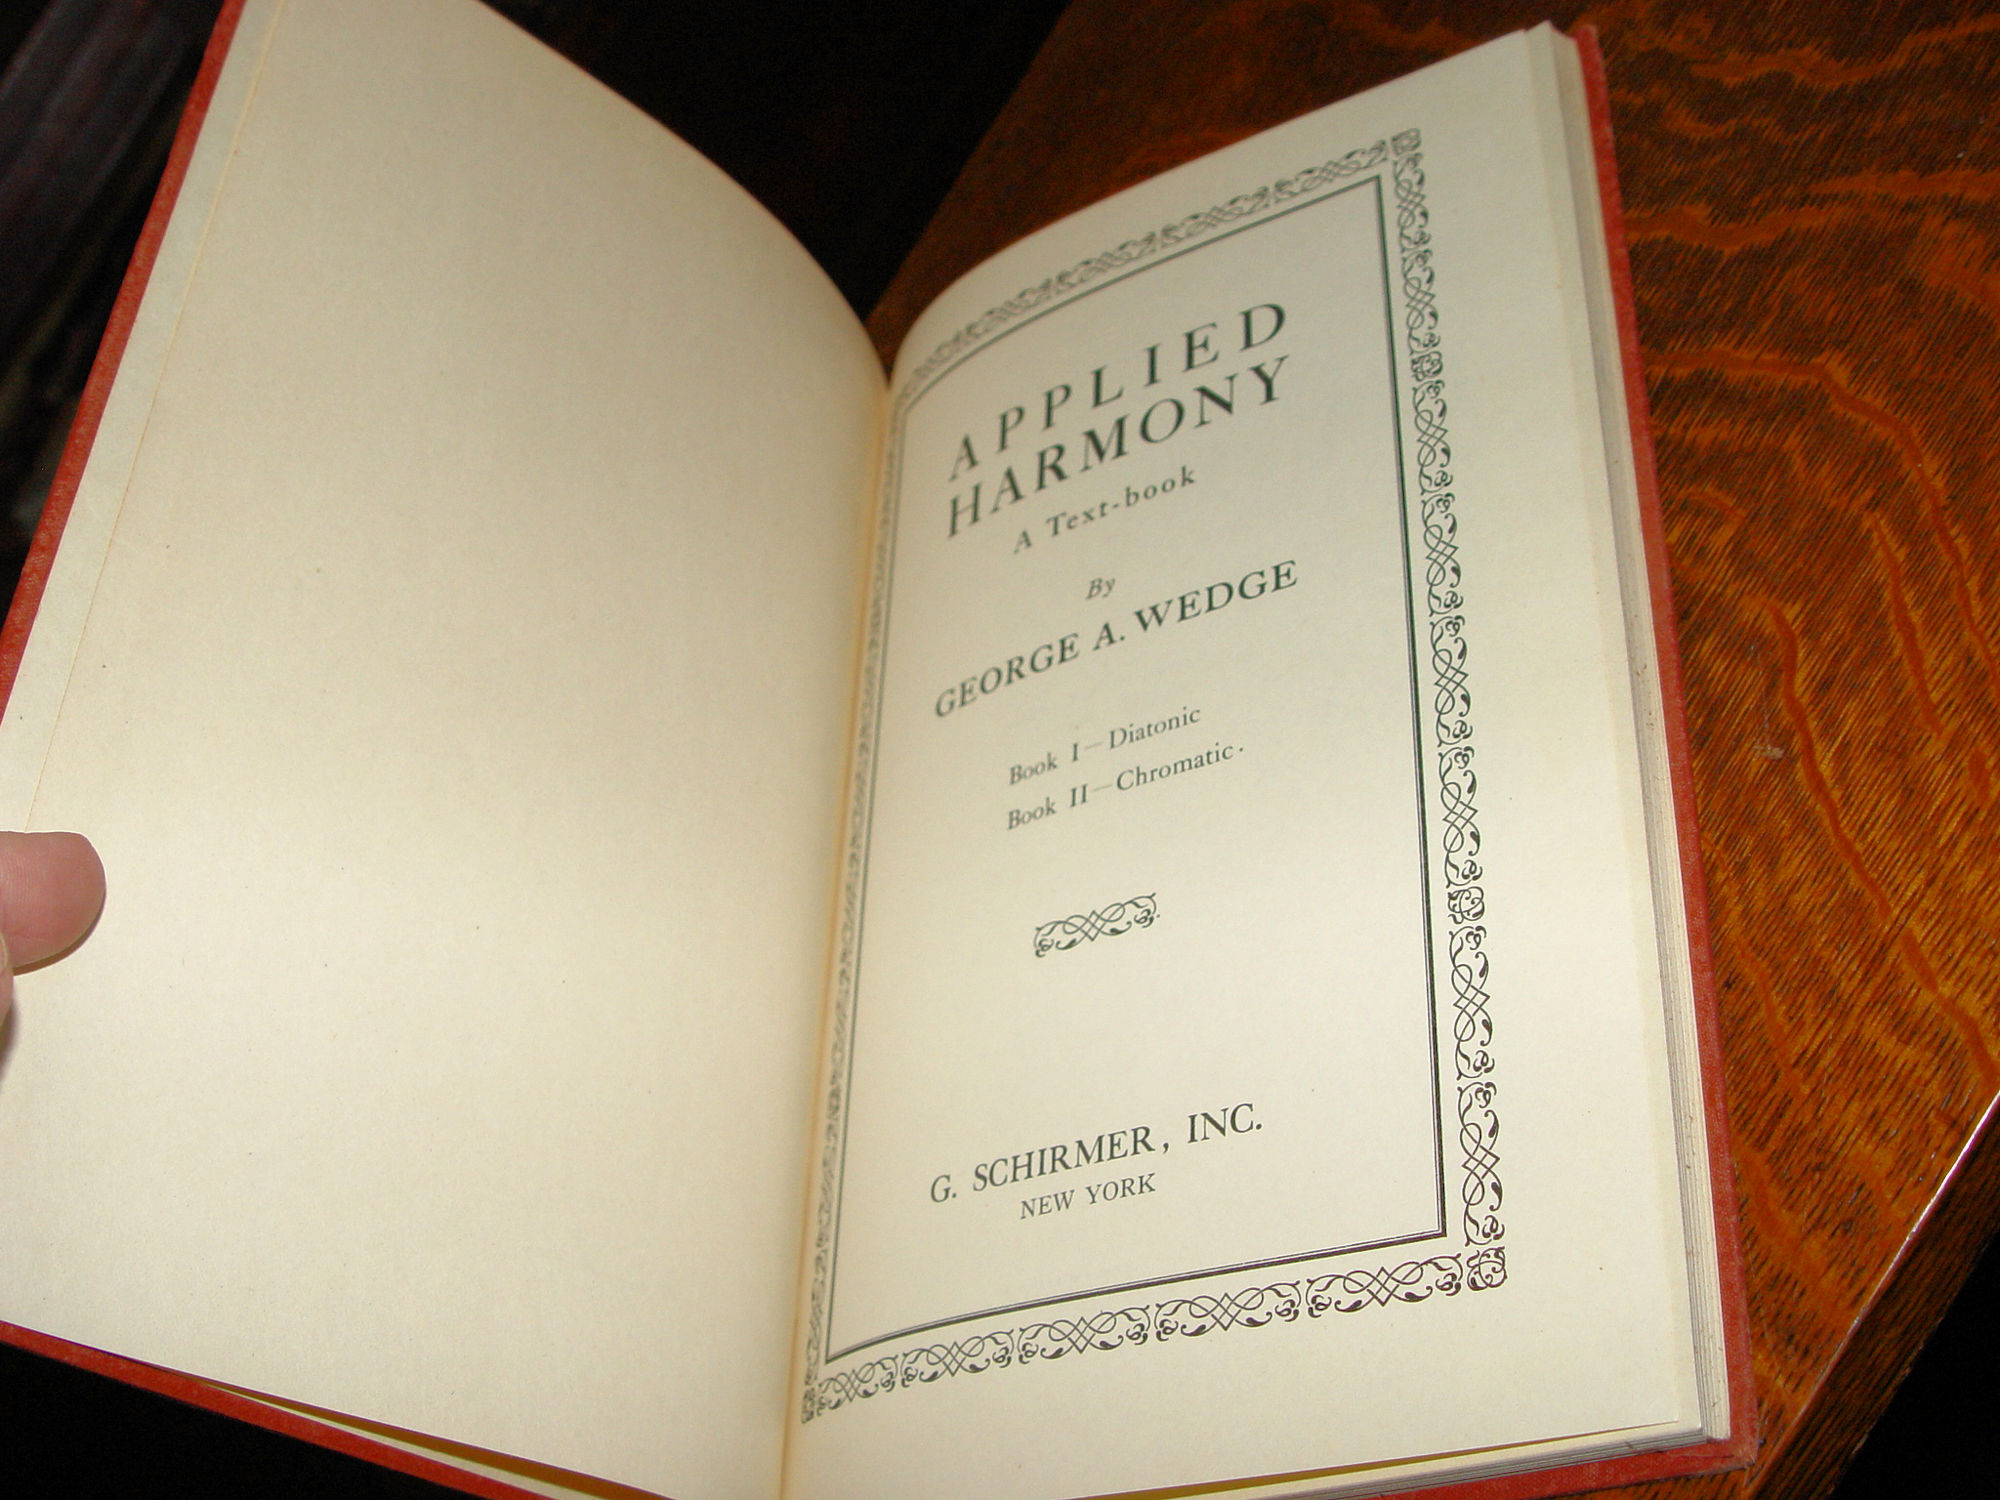 APPLIED
HARMONY
A Text-book
By
GEORGE A. WEDGE
Book I — Diatonic
Book II — Chromatic.
G. SCHIRMER, INC.
NEW YORK